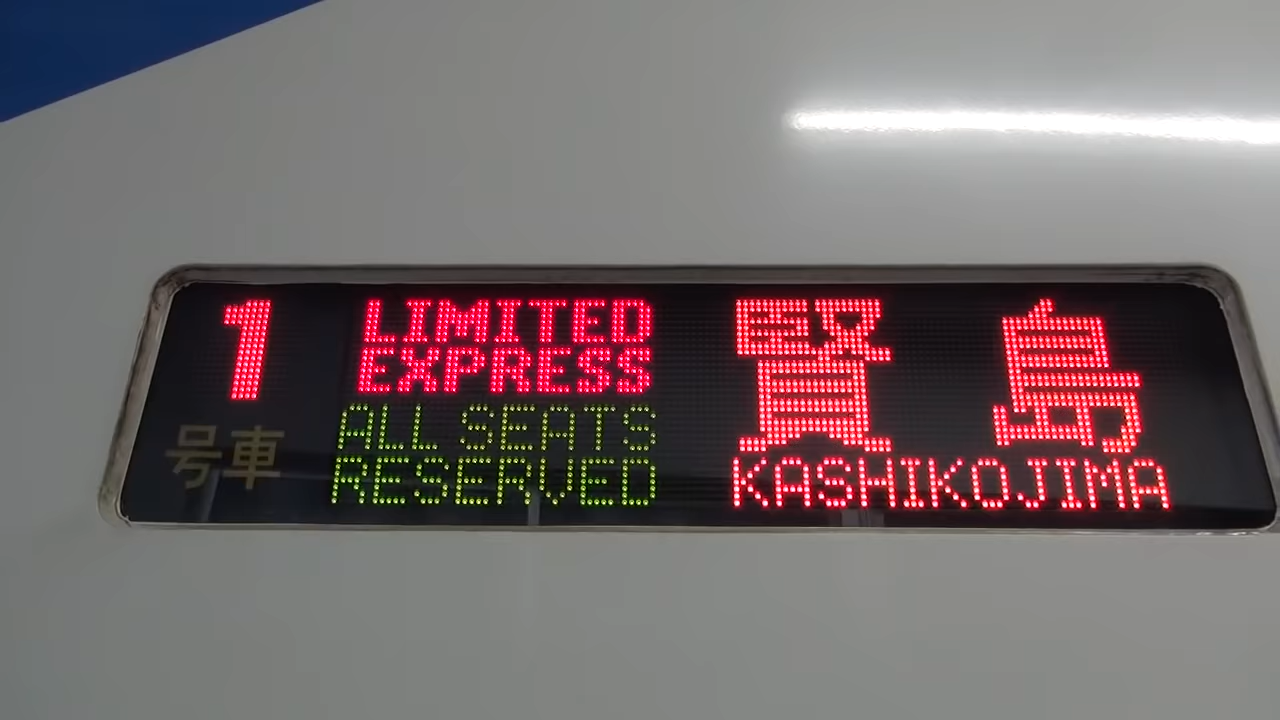 1
号車
LIMITED
EXPRESS
ALL SEATS
RESERVED
賢島
KASHIKOJIMA